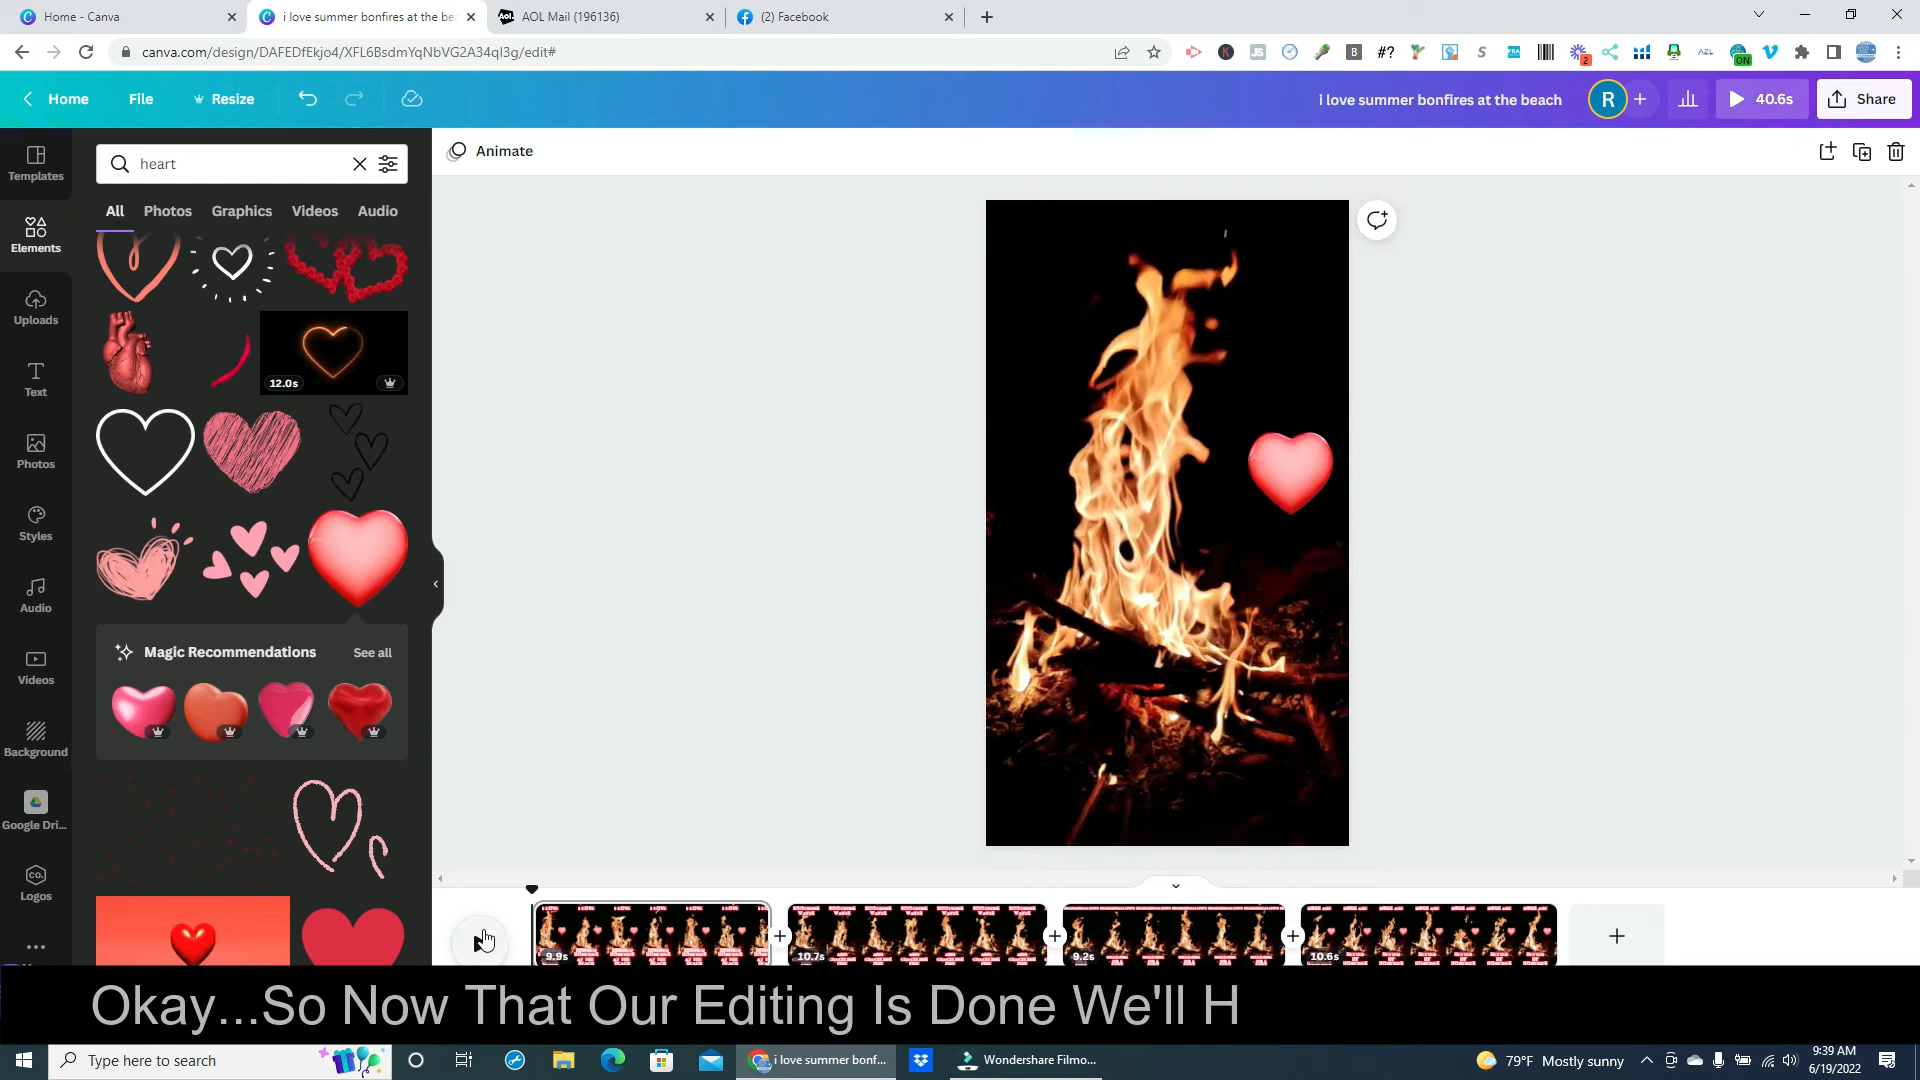 Home - Canva
i love summer bonfires at the bea
AOL Mail (196136)
(2) Facebook
canva.com/design/DAFEDfEkjo4/XFL6BsdmYqNbVG2A34ql3g/edit#
Home
File
Resize
i love summer bonfires at the beach
R
40.6s
Share
Templates
Elements
Uploads
Text
Photos
Styles
Audio
Videos
Background
Google Dri...
Logos
heart
All
Photos
Graphics
Videos
Audio
12.0s
Magic Recommendations
See all
Animate
9.9s
10.7s
9.2s
10.6s
Okay...So Now That Our Editing Is Done We'll H
Type here to search
i love summer bonf...
Wondershare Filmo...
79°F Mostly sunny
9:39 AM
6/19/2022